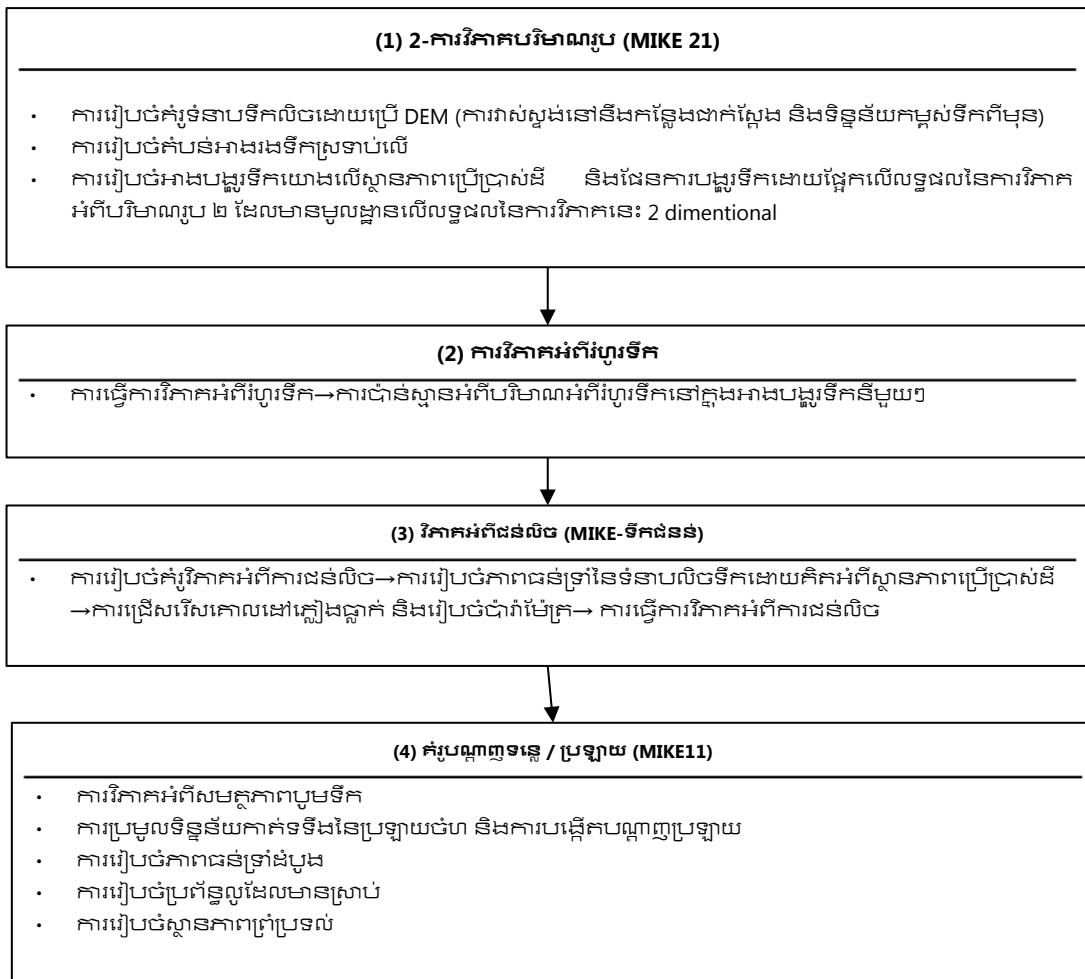 (1) 2-ការវិភាគបរិមាណរូប (MIKE 21)
• ការរៀបចំគំរូទំនាបទឹកលិចដោយប្រើ DEM (ការវាស់ស្ទង់នៅនឹងកន្លែងជាក់ស្តែង និងទិន្នន័យកម្ពស់ទឹកពីមុន)
• ការរៀបចំតំបន់អាងរងទឹកស្រទាប់លើ
• ការរៀបចំអាងបង្ហូរទឹកយោងលើស្ថានភាពប្រើប្រាស់ដី និងផែនការបង្ហូរទឹកដោយផ្អែកលើលទ្ធផលនៃការវិភាគ
អំពីបរិមាណរូប ២ ដែលមានមូលដ្ឋានលើលទ្ធផលនៃការវិភាគនេះ 2 dimentional
(2) ការវិភាគអំពីរំហូរទឹក
• ការធ្វើការវិភាគអំពីរំហូរទឹក→ការប៉ាន់ស្មានអំពីបរិមាណអំពីរំហូរទឹកនៅក្នុងអាងបង្ហូរទឹកនីមួយៗ
(3) វិភាគអំពីជន់លិច (MIKE-ទឹកជំនន់)
• ការរៀបចំគំរូវិភាគអំពីការជន់លិច→ការរៀបចំភាពធន់ទ្រាំនៃទំនាបលិចទឹកដោយគិតអំពីស្ថានភាពប្រើប្រាស់ដី
→ការជ្រើសរើសគោលដៅភ្លៀងធ្លាក់ និងរៀបចំប៉ារ៉ាម៉ែត្រ→ ការធ្វើការវិភាគអំពីការជន់លិច
(4) គំរូបណ្តាញទន្លេ / ប្រឡាយ (MIKE11)
• ការវិភាគអំពីសមត្ថភាពបូមទឹក
• ការប្រមូលទិន្នន័យកាត់ទទឹងនៃប្រឡាយចំហ និងការបង្កើតបណ្តាញប្រឡាយ
• ការរៀបចំភាពធន់ទ្រាំដំបូង
• ការរៀបចំប្រព័ន្ធលូដែលមានស្រាប់
• ការរៀបចំស្ថានភាពព្រំប្រទល់